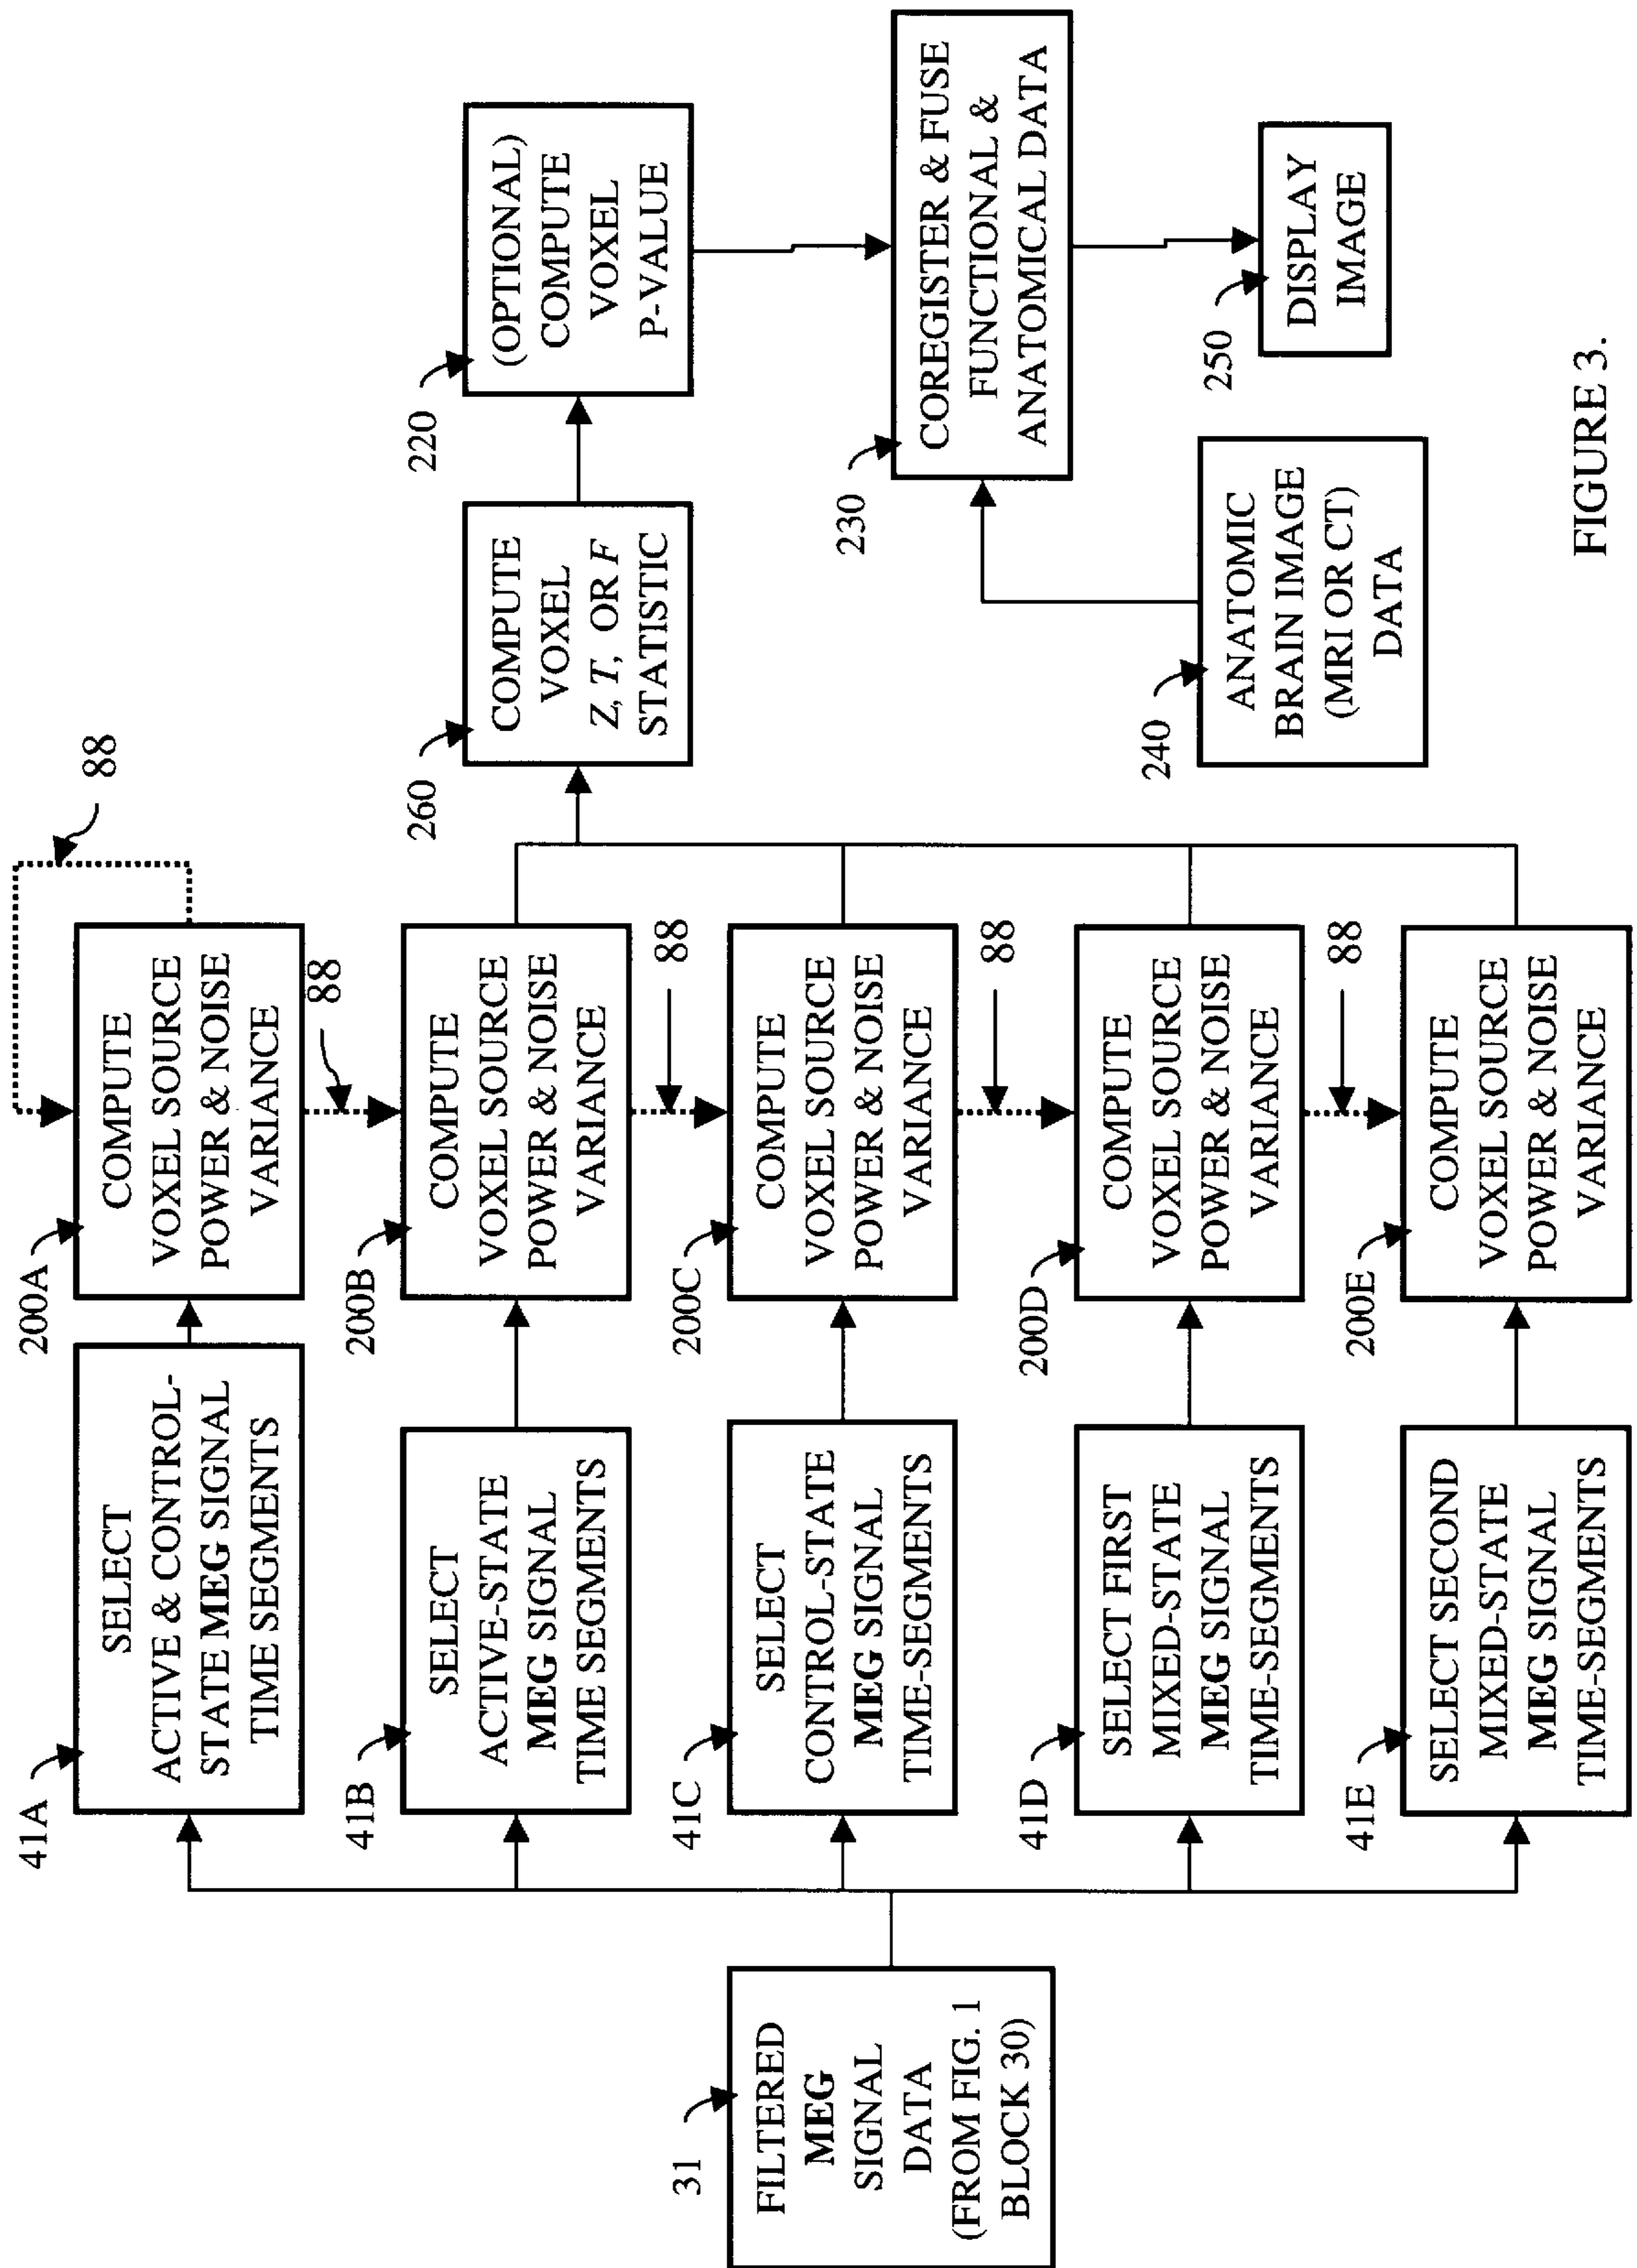 31
FILTERED
MEG
SIGNAL
DATA
(FROM FIG. 1
BLOCK 30)
41A
SELECT
ACTIVE & CONTROL-
STATE MEG SIGNAL
TIME SEGMENTS
200A
COMPUTE
VOXEL SOURCE
POWER & NOISE
VARIANCE
88
88
41B
SELECT
ACTIVE-STATE
MEG SIGNAL
TIME SEGMENTS
200B
COMPUTE
VOXEL SOURCE
POWER & NOISE
VARIANCE
88
41C
SELECT
CONTROL-STATE
MEG SIGNAL
TIME-SEGMENTS
200C
COMPUTE
VOXEL SOURCE
POWER & NOISE
VARIANCE
88
41D
SELECT FIRST
MIXED-STATE
MEG SIGNAL
TIME-SEGMENTS
200D
COMPUTE
VOXEL SOURCE
POWER & NOISE
VARIANCE
88
41E
SELECT SECOND
MIXED-STATE
MEG SIGNAL
TIME-SEGMENTS
200E
COMPUTE
VOXEL SOURCE
POWER & NOISE
VARIANCE
260
COMPUTE
VOXEL
Z, T, OR F
STATISTIC
220
(OPTIONAL)
COMPUTE
VOXEL
P-VALUE
230
COREGISTER & FUSE
FUNCTIONAL &
ANATOMICAL DATA
240
ANATOMIC
BRAIN IMAGE
(MRI OR CT)
DATA
250
DISPLAY
IMAGE
FIGURE 3.